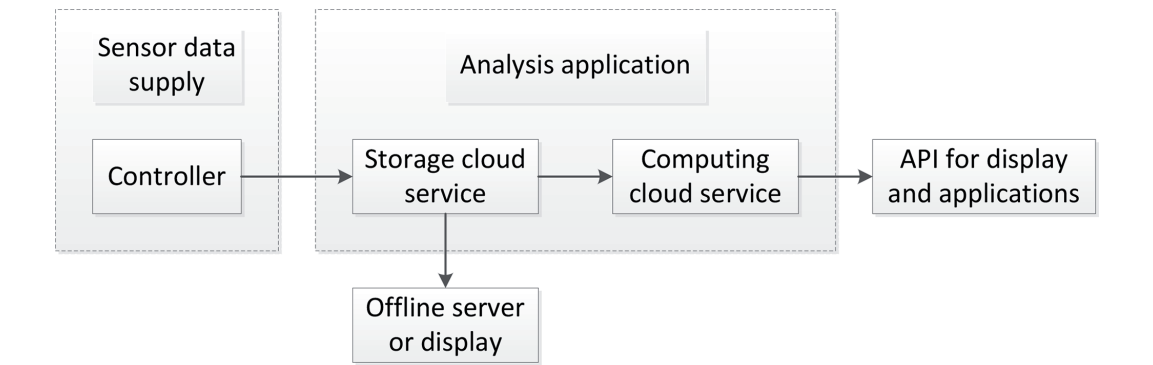 Sensor data
supply
Analysis application
Controller
Storage cloud
service
Computing
cloud service
API for display
and applications
Offline server
or display